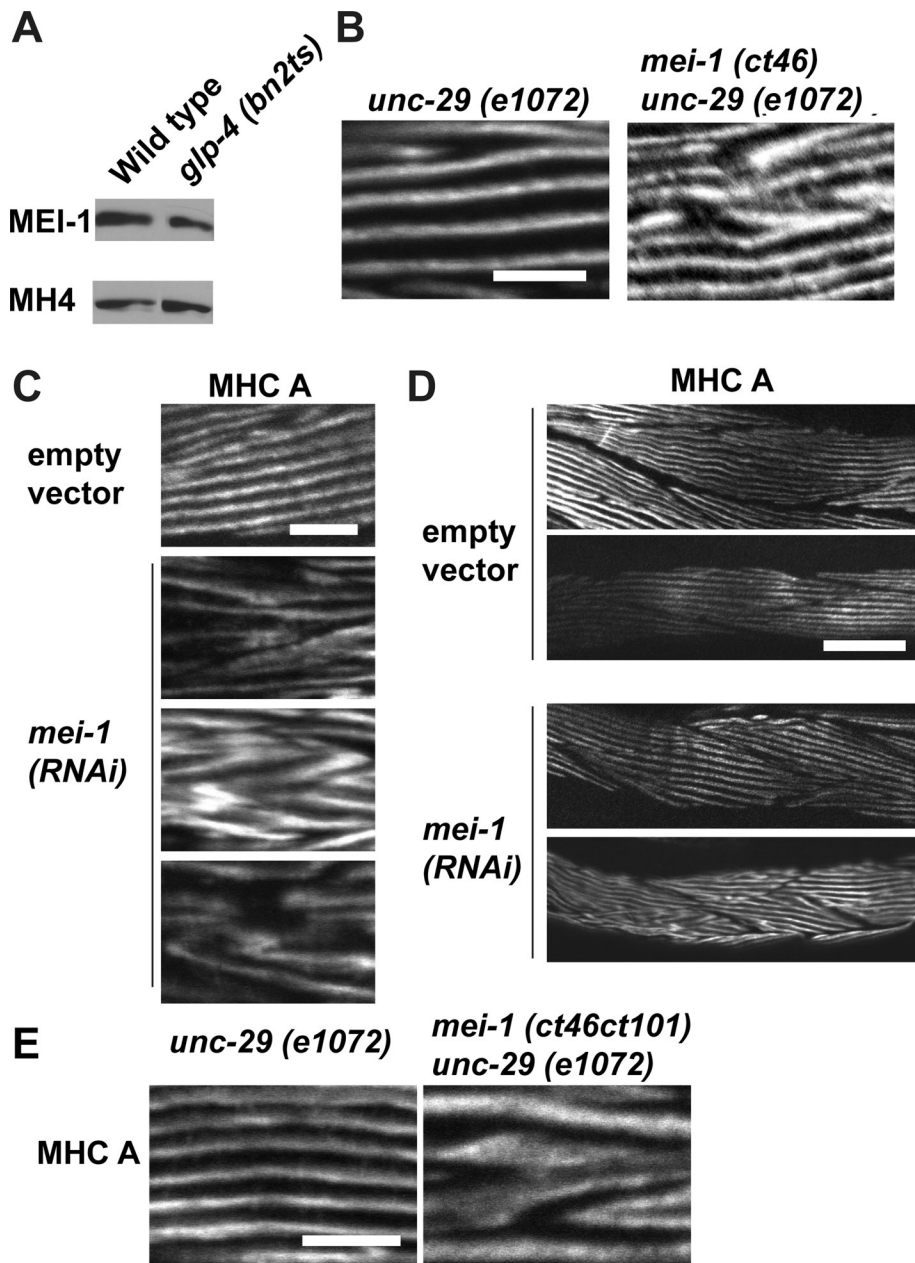 A
Wild type
glp-4 (bn2ts)
MEI-1
MH4
B
unc-29 (e1072)
mei-1 (ct46)
unc-29 (e1072)
C
MHC A
empty
vector
mei-1
(RNAi)
D
MHC A
empty
vector
mei-1
(RNAi)
E
unc-29 (e1072)
mei-1 (ct46ct101)
unc-29 (e1072)
MHC A